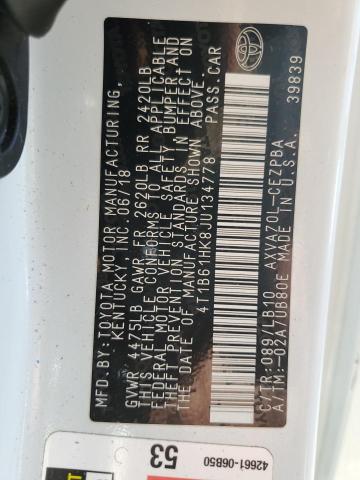 MFD.BY:TOYOTA MOTOR MANUFACTURING,
KENTUCKY, INC. 06/18
GVWR 4475LB GAWR FR 2620LB RR 2420LB
THIS VEHICLE CONFORMS TO ALL APPLICABLE
FEDERAL MOTOR VEHICLE SAFETY, BUMPER AND
THEFT PREVENTION STANDARDS IN EFFECT ON
THE DATE OF MANUFACTURE SHOWN ABOVE.
4T1B61HK8JU134778 PASS.CAR
C/TR:089/LB10 AXVA70L-CEZPBA
A/TM:-02A/UB80E MADE IN U.S.A.
39839
53
42661-06B50